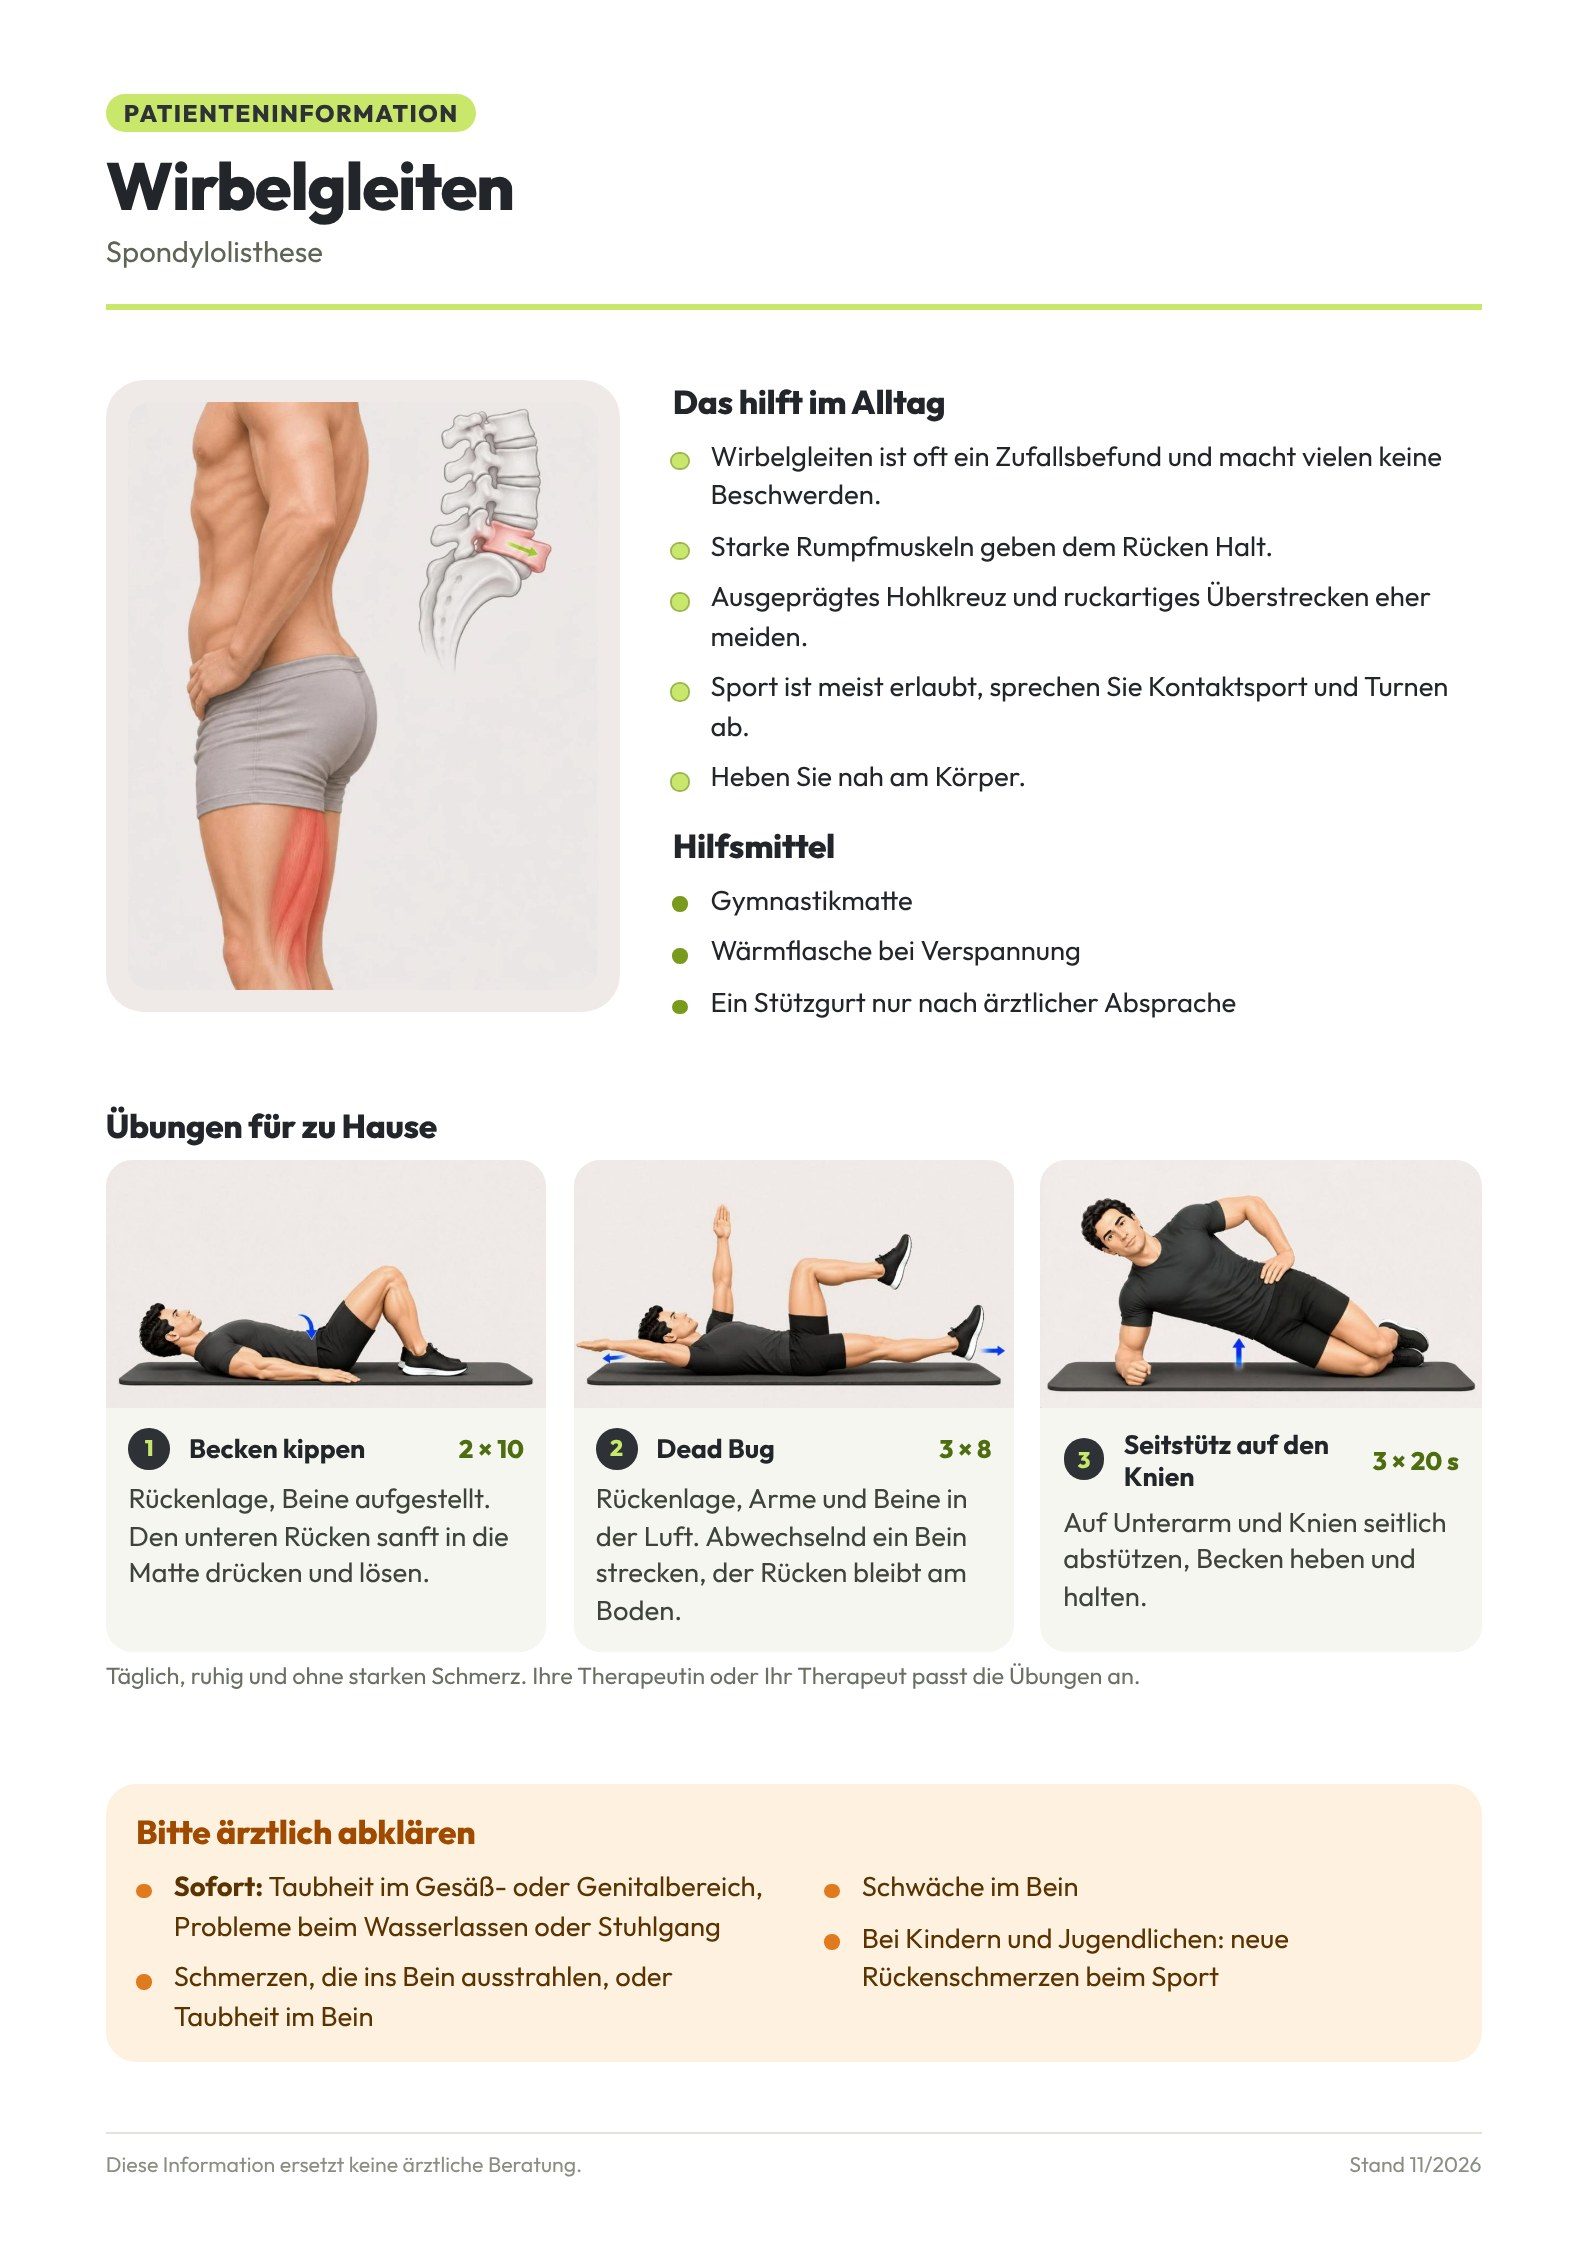 PATIENTENINFORMATION
Wirbelgleiten
Spondylolisthese
Das hilft im Alltag
Wirbelgleiten ist oft ein Zufallsbefund und macht vielen keine
Beschwerden.
Starke Rumpfmuskeln geben dem Rücken Halt.
Ausgeprägtes Hohlkreuz und ruckartiges Überstrecken eher
meiden.
Sport ist meist erlaubt, sprechen Sie Kontaktsport und Turnen
ab.
Heben Sie nah am Körper.
Hilfsmittel
Gymnastikmatte
Wärmflasche bei Verspannung
Ein Stützgurt nur nach ärztlicher Absprache
Übungen für zu Hause
1 Becken kippen 2 × 10
Rückenlage, Beine aufgestellt.
Den unteren Rücken sanft in die
Matte drücken und lösen.
2 Dead Bug 3 × 8
Rückenlage, Arme und Beine in
der Luft. Abwechselnd ein Bein
strecken, der Rücken bleibt am
Boden.
3 Seitstütz auf den
Knien 3 × 20 s
Auf Unterarm und Knien seitlich
abstützen, Becken heben und
halten.
Täglich, ruhig und ohne starken Schmerz. Ihre Therapeutin oder Ihr Therapeut passt die Übungen an.
Bitte ärztlich abklären
Sofort: Taubheit im Gesäß- oder Genitalbereich,
Probleme beim Wasserlassen oder Stuhlgang
Schmerzen, die ins Bein ausstrahlen, oder
Taubheit im Bein
Schwäche im Bein
Bei Kindern und Jugendlichen: neue
Rückenschmerzen beim Sport
Diese Information ersetzt keine ärztliche Beratung.
Stand 11/2026